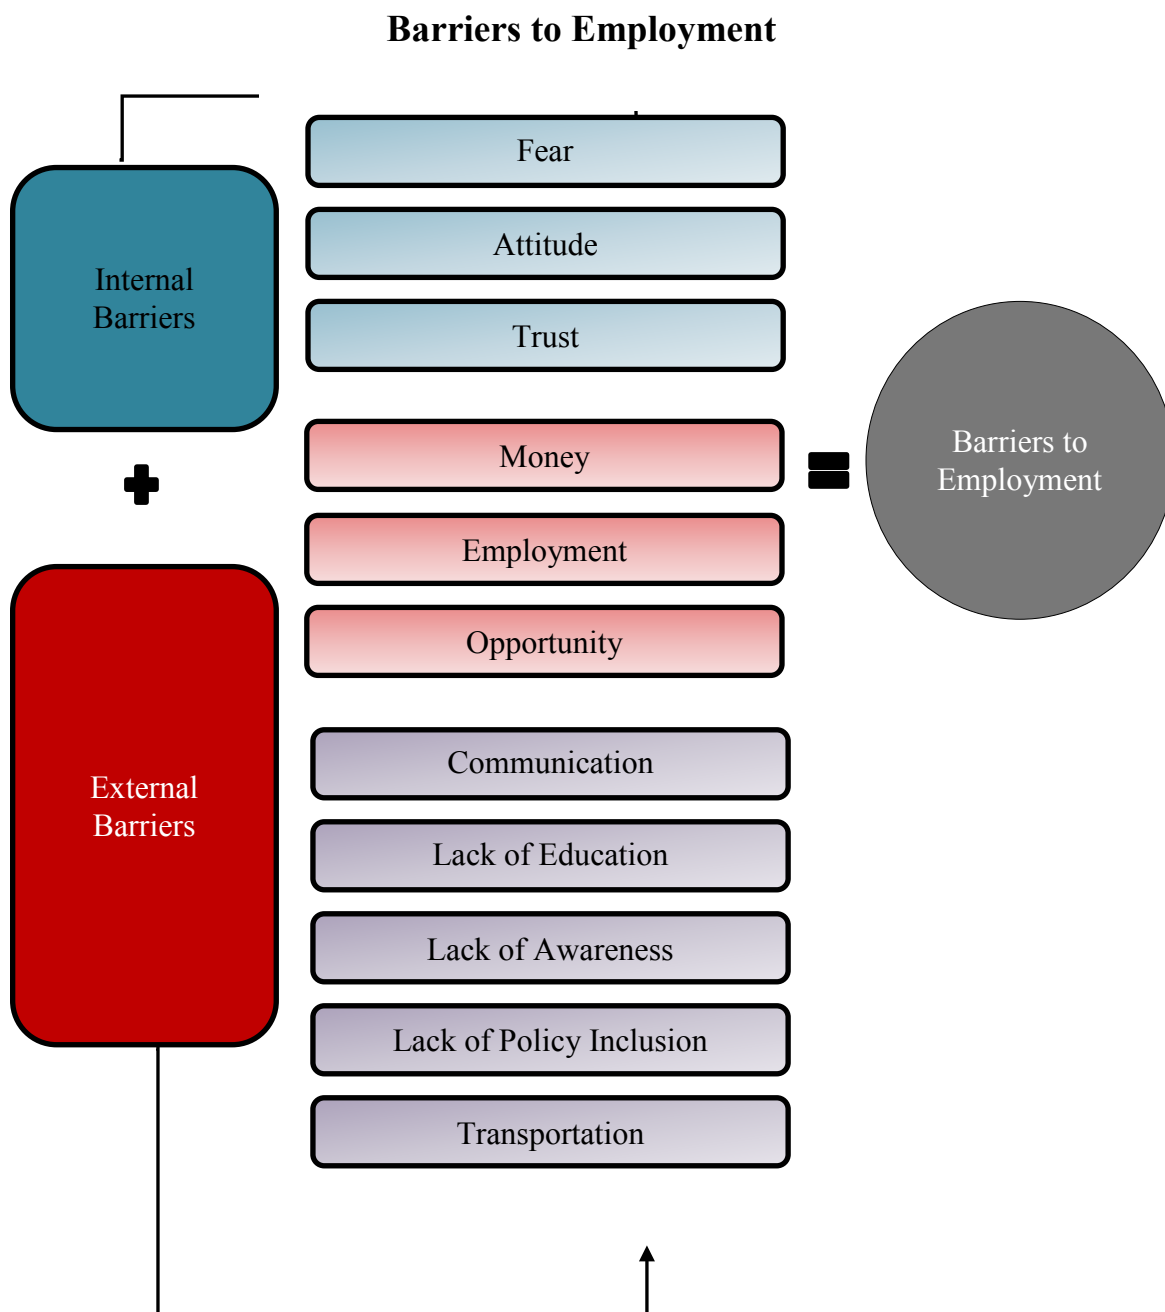 Barriers to Employment
Internal
Barriers
External
Barriers
Fear
Attitude
Trust
Money
Employment
Opportunity
Communication
Lack of Education
Lack of Awareness
Lack of Policy Inclusion
Transportation
Barriers to
Employment